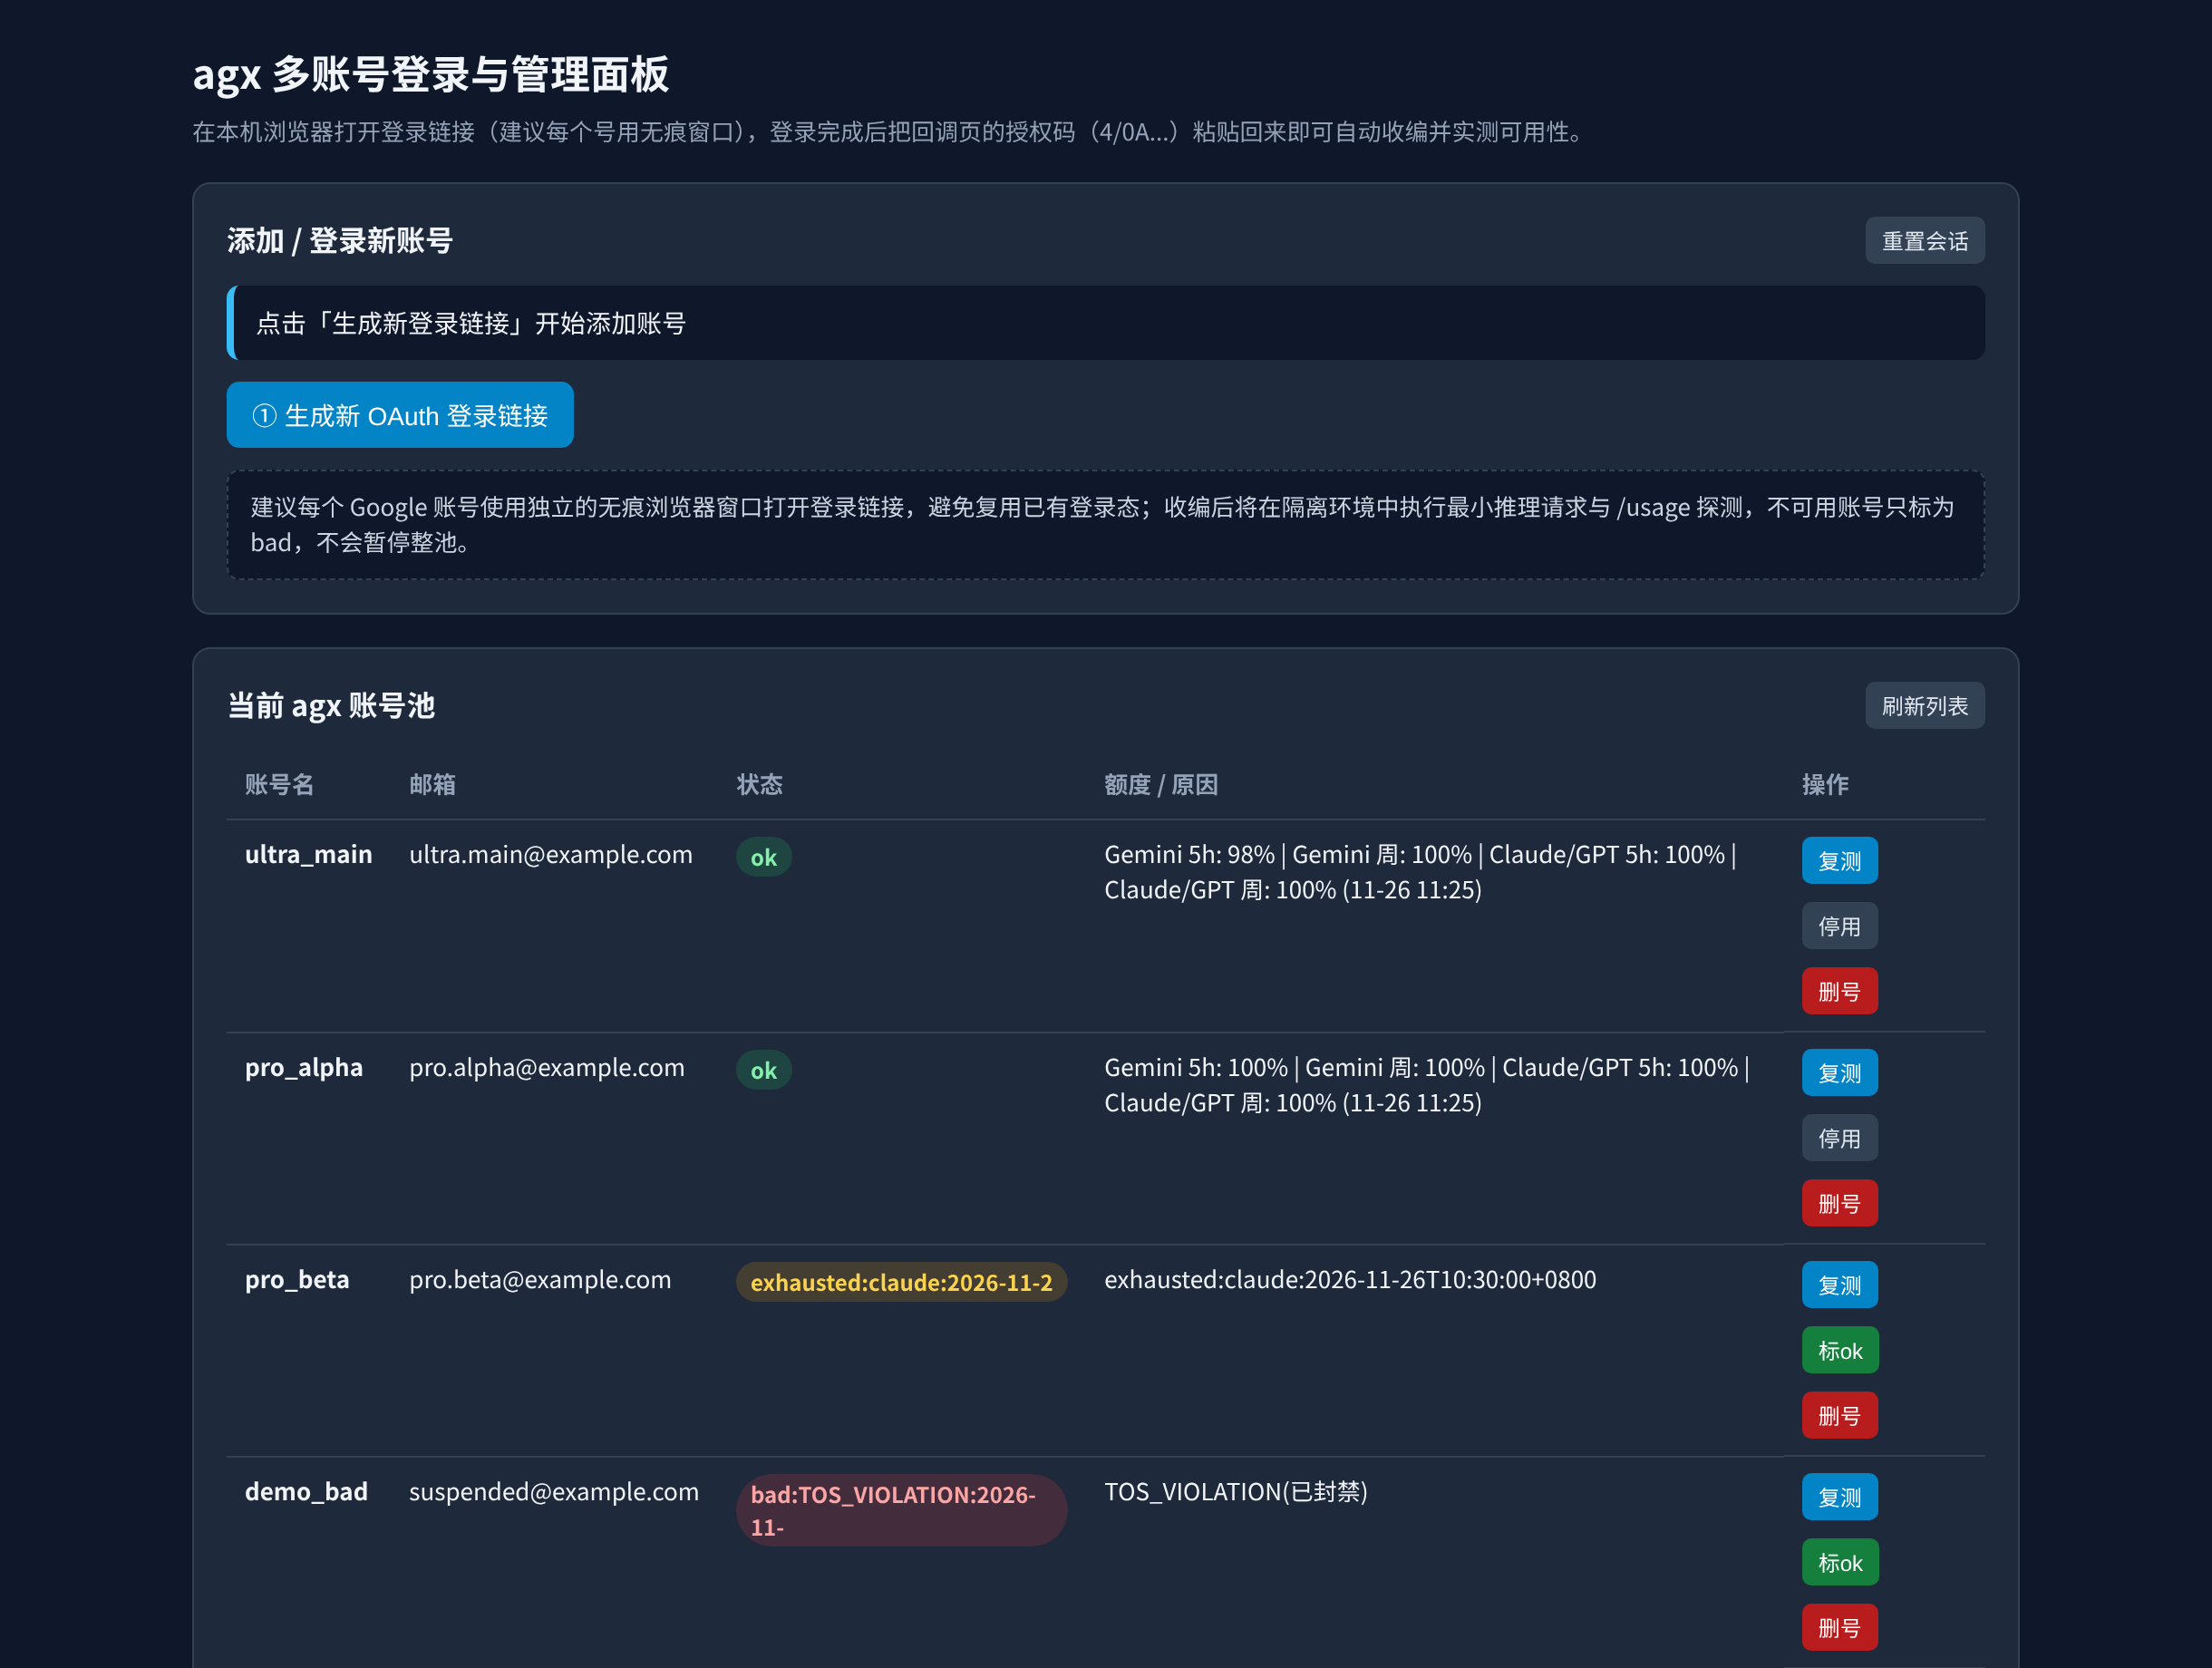 agx 多账号登录与管理面板
在本机浏览器打开登录链接（建议每个号用无痕窗口），登录完成后把回调页的授权码（4/0A...）粘贴回来即可自动收编并实测可用性。
添加 / 登录新账号
重置会话
点击「生成新登录链接」开始添加账号
① 生成新 OAuth 登录链接
建议每个 Google 账号使用独立的无痕浏览器窗口打开登录链接，避免复用已有登录态；收编后将在隔离环境中执行最小推理请求与 /usage 探测，不可用账号只标为
bad，不会暂停整池。
当前 agx 账号池
刷新列表
账号名 邮箱 状态 额度 / 原因 操作
ultra_main ultra.main@example.com ok Gemini 5h: 98% | Gemini 周: 100% | Claude/GPT 5h: 100% | 复测
Claude/GPT 周: 100% (11-26 11:25)
停用
删号
pro_alpha pro.alpha@example.com ok Gemini 5h: 100% | Gemini 周: 100% | Claude/GPT 5h: 100% | 复测
Claude/GPT 周: 100% (11-26 11:25)
停用
删号
pro_beta pro.beta@example.com exhausted:claude:2026-11-2 exhausted:claude:2026-11-26T10:30:00+0800 复测
标ok
删号
demo_bad suspended@example.com bad:TOS_VIOLATION:2026- TOS_VIOLATION(已封禁) 复测
11-
标ok
删号